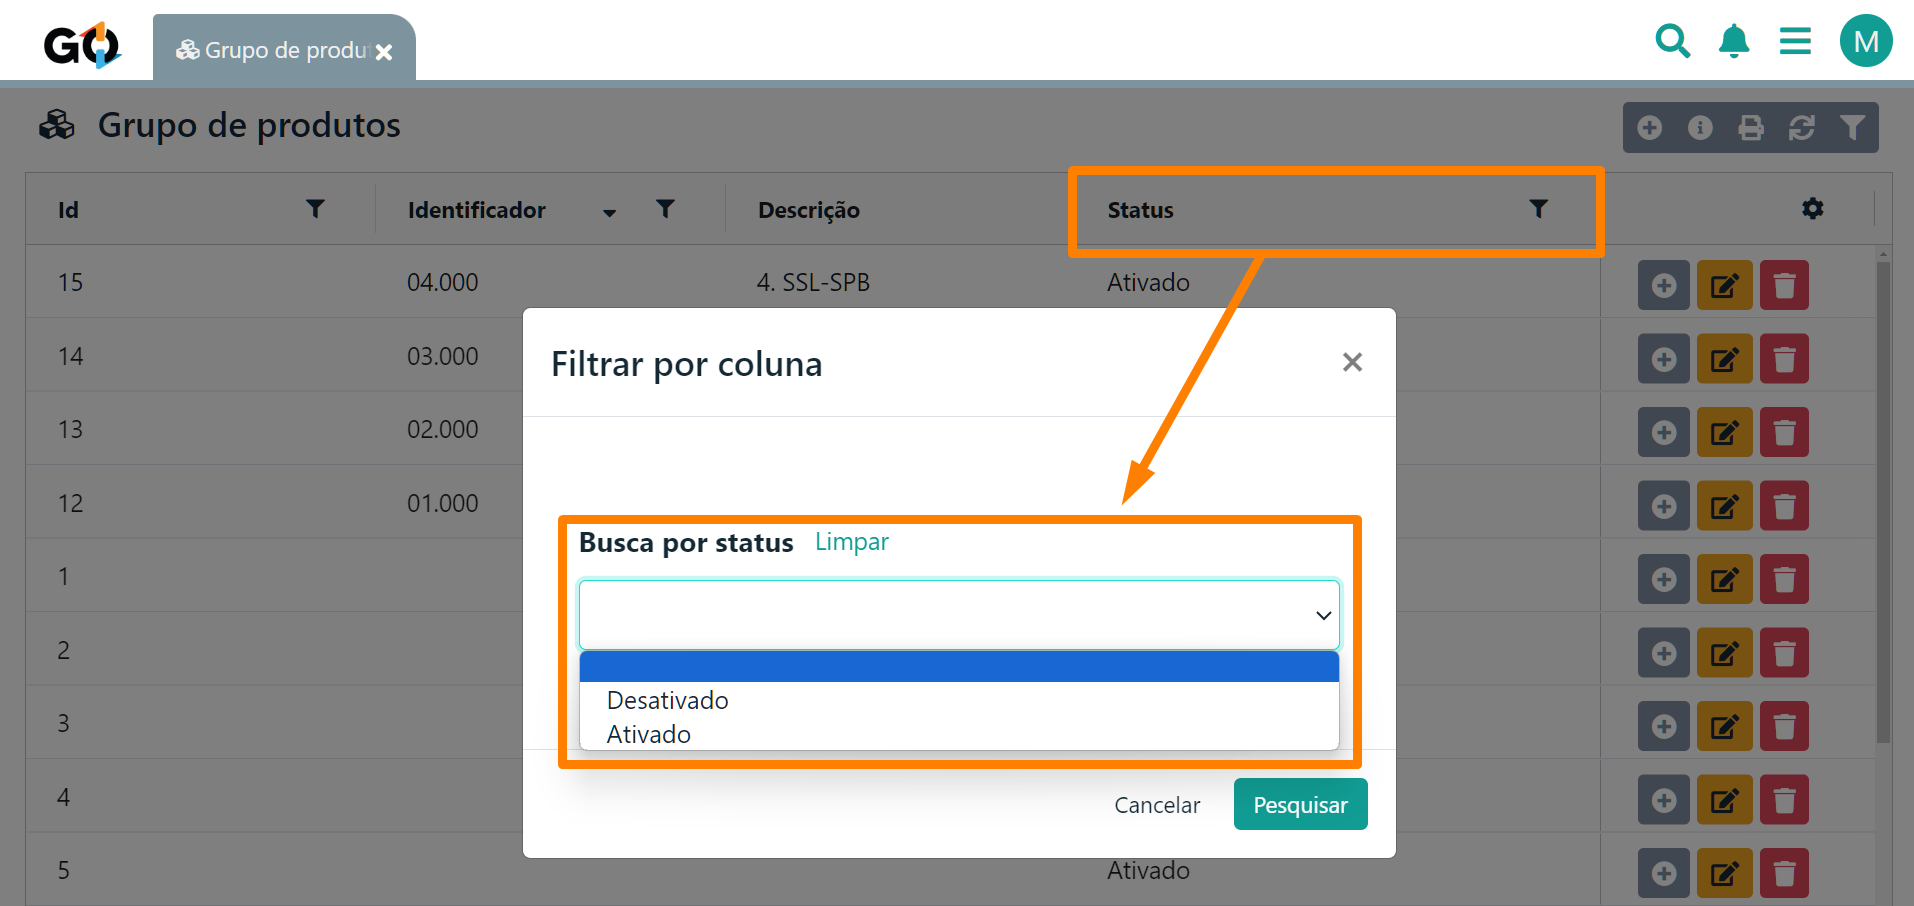 GO
Grupo de produ
M
Grupo de produtos
Id Identificador Descrição Status
15 04.000 4. SSL-SPB Ativado
14 03.000
13 02.000
12 01.000
1
2
3
4
5 Ativado
Filtrar por coluna
Busca por status Limpar
Desativado
Ativado
Cancelar Pesquisar